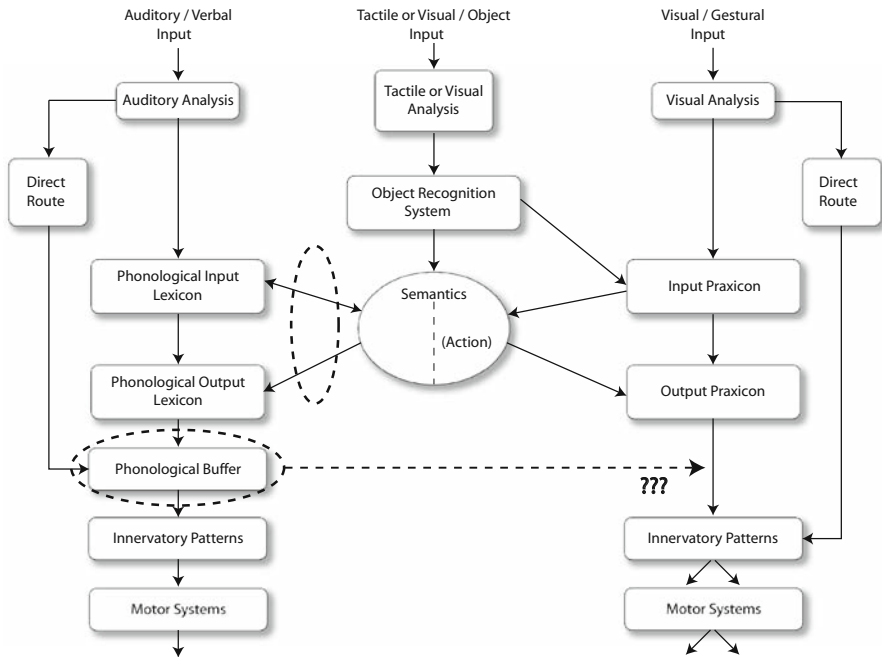 Auditory / Verbal
Input
Tactile or Visual / Object
Input
Visual / Gestural
Input
Auditory Analysis
Tactile or Visual
Analysis
Visual Analysis
Direct
Route
Object Recognition
System
Direct
Route
Phonological Input
Lexicon
Semantics
(Action)
Input Praxicon
Phonological Output
Lexicon
Output Praxicon
Phonological Buffer
???
Innervatory Patterns
Innervatory Patterns
Motor Systems
Motor Systems